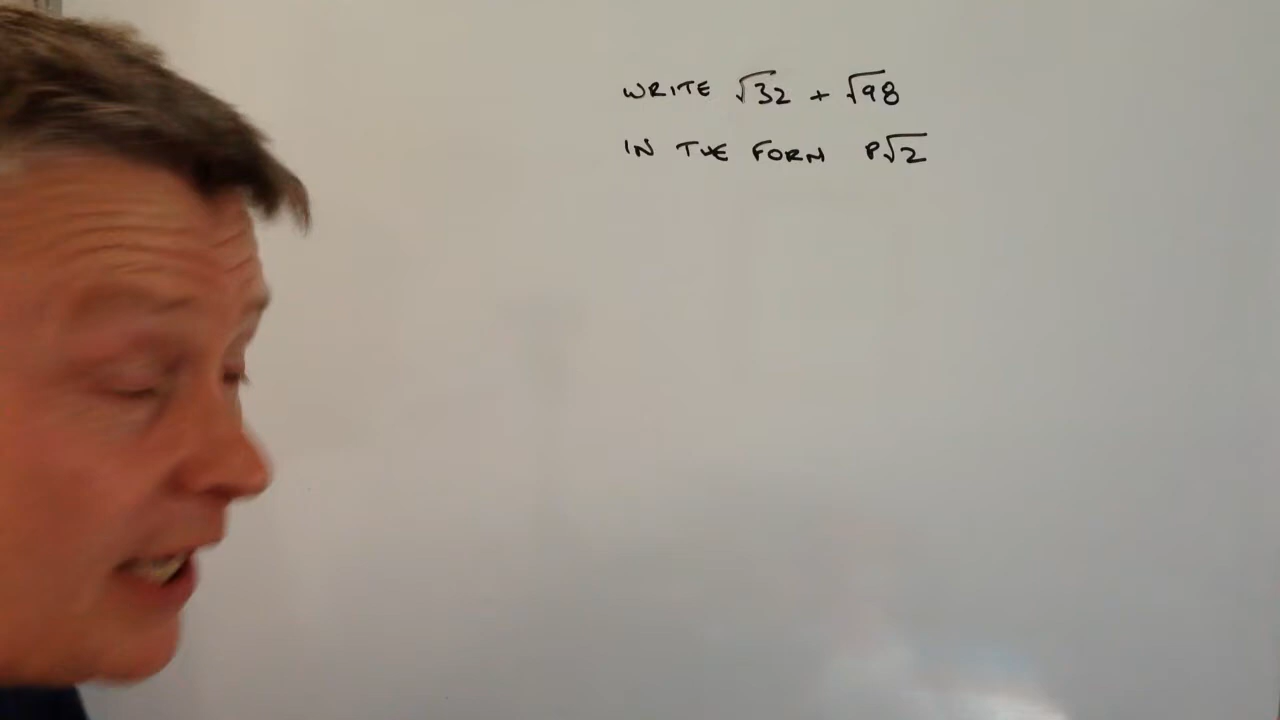 WRITE √32 + √98
IN THE FORM P√2